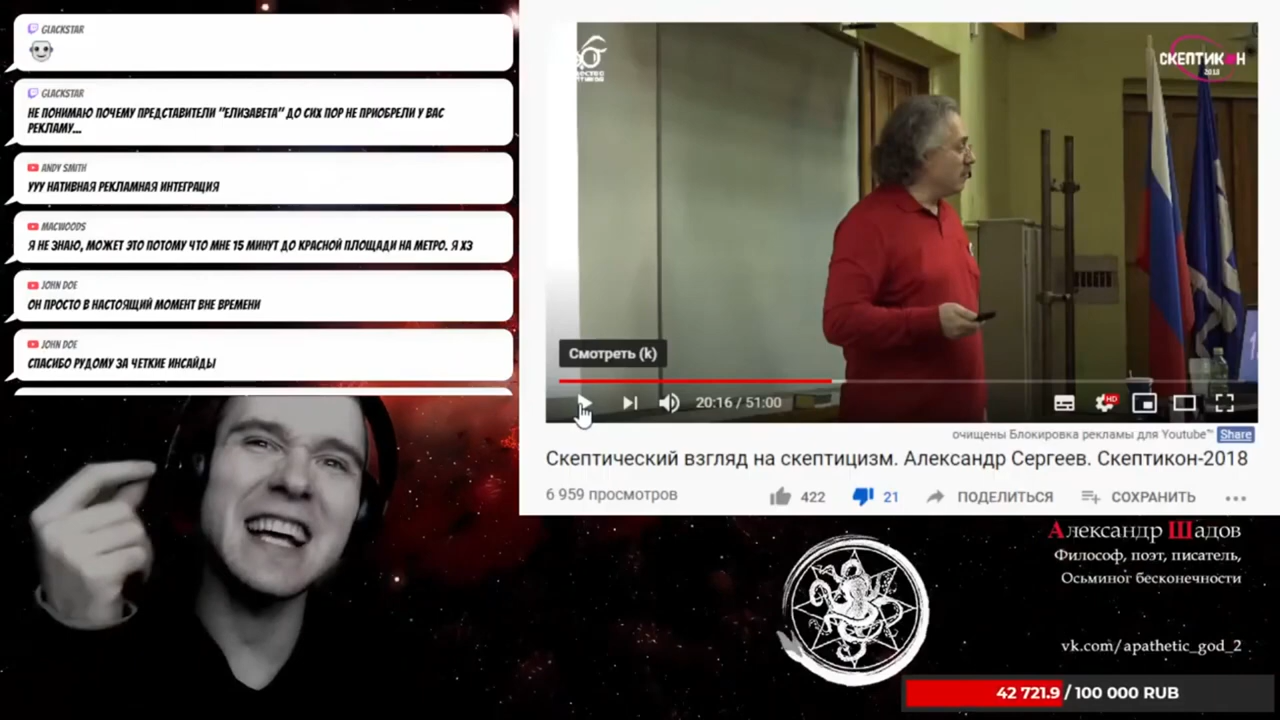 GLACKSTAR
GLACKSTAR
НЕ ПОНИМАЮ ПОЧЕМУ ПРЕДСТАВИТЕЛИ "ЕЛИЗАВЕТА" ДО СИХ ПОР НЕ ПРИОБРЕЛИ У ВАС
РЕКЛАМУ...
ANDY SMITH
УУУ НАТИВНАЯ РЕКЛАМНАЯ ИНТЕГРАЦИЯ
MACWOODS
Я НЕ ЗНАЮ, МОЖЕТ ЭТО ПОТОМУ ЧТО МНЕ 15 МИНУТ ДО КРАСНОЙ ПЛОЩАДИ НА МЕТРО. Я ХЗ
JOHN DOE
ОН ПРОСТО В НАСТОЯЩИЙ МОМЕНТ ВНЕ ВРЕМЕНИ
JOHN DOE
СПАСИБО РУДОМУ ЗА ЧЕТКИЕ ИНСАЙДЫ
СКЕПТИКОН
2018
Смотреть (k)
20:16 / 51:00
HD
очищены Блокировка рекламы для Youtube™ Share
Скептический взгляд на скептицизм. Александр Сергеев. Скептикон-2018
6 959 просмотров
422
21
ПОДЕЛИТЬСЯ
СОХРАНИТЬ
Александр Шадов
Философ, поэт, писатель,
Осьминог бесконечности
vk.com/apathetic_god_2
42 721.9 / 100 000 RUB